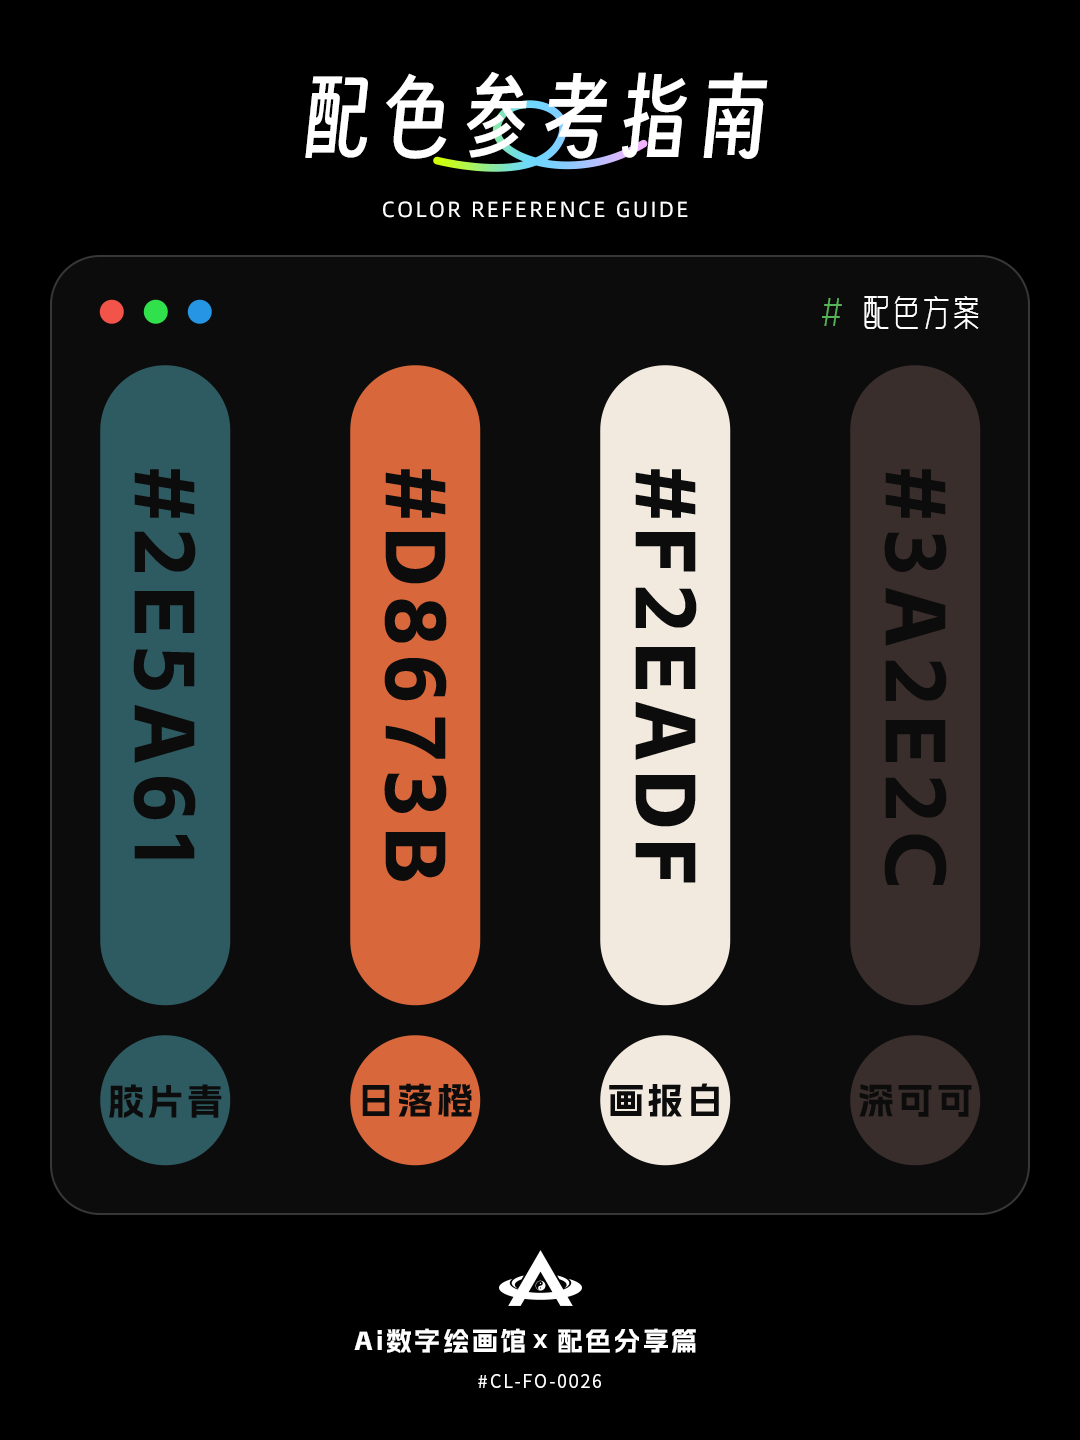 配色参考指南
COLOR REFERENCE GUIDE
# 配色方案
#2E5A61
#D8673B
#F2EADF
#3A2E2C
胶片青
日落橙
画报白
深可可
Ai数字绘画馆 x 配色分享篇
#CL-FO-0026